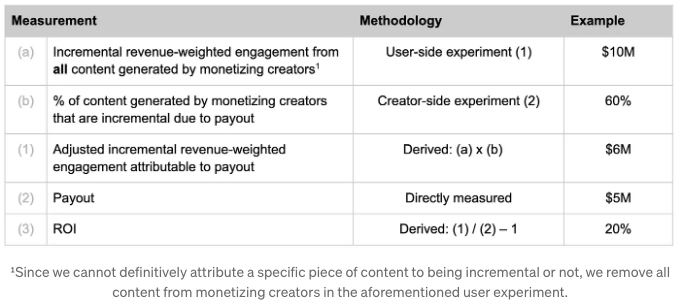 Measurement Methodology Example
(a) Incremental revenue-weighted engagement from User-side experiment (1) $10M
all content generated by monetizing creators¹
(b) % of content generated by monetizing creators Creator-side experiment (2) 60%
that are incremental due to payout
(1) Adjusted incremental revenue-weighted Derived: (a) x (b) $6M
engagement attributable to payout
(2) Payout Directly measured $5M
(3) ROI Derived: (1) / (2) – 1 20%
¹Since we cannot definitively attribute a specific piece of content to being incremental or not, we remove all
content from monetizing creators in the aforementioned user experiment.